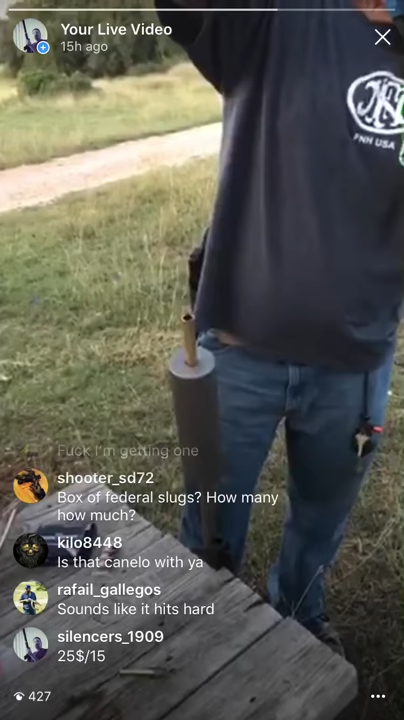 Your Live Video
15h ago
FN
FNH USA
Fuck I'm getting one
shooter_sd72
Box of federal slugs? How many
how much?
kilo8448
Is that canelo with ya
rafail_gallegos
Sounds like it hits hard
silencers_1909
25$/15
427